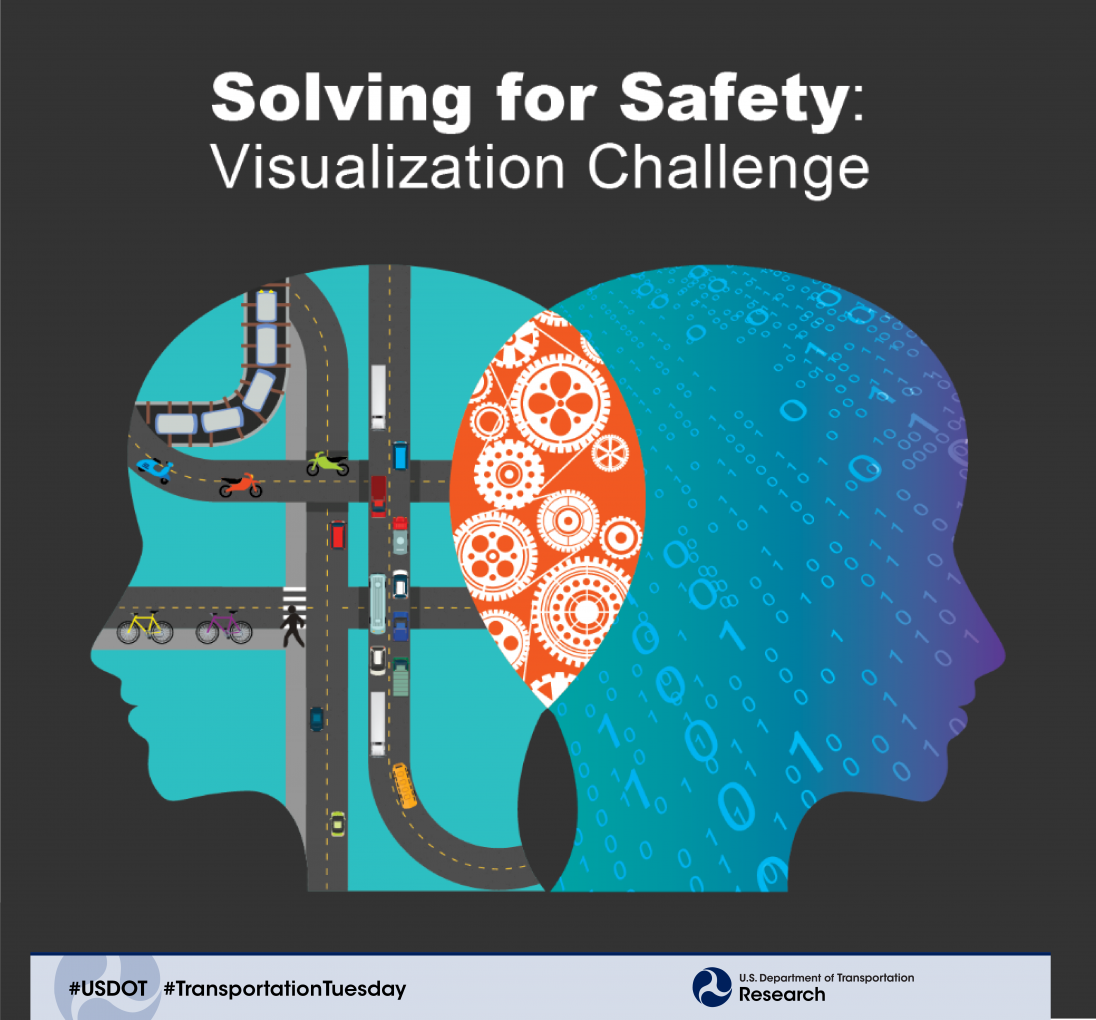 Solving for Safety:
Visualization Challenge
#USDOT #TransportationTuesday
U.S. Department of Transportation
Research